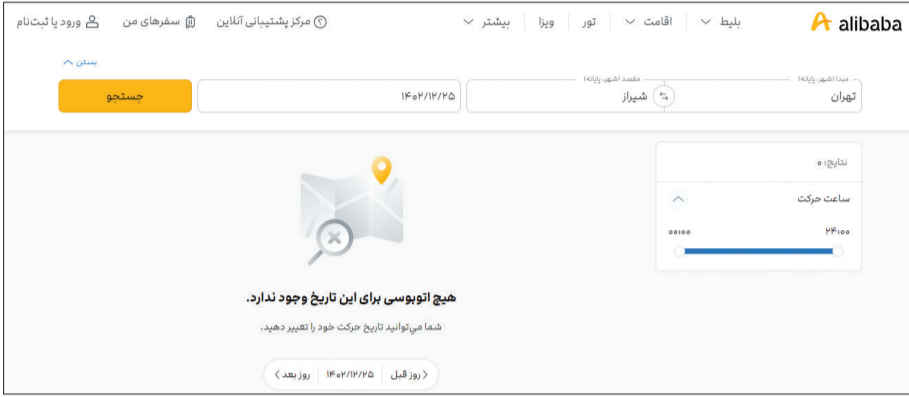 alibaba
بلیط
اقامت
تور
ویزا
بیشتر
مرکز پشتیبانی آنلاین
سفرهای من
ورود یا ثبت‌نام
بستن
مبدا (شهر، پایانه)
تهران
مقصد (شهر، پایانه)
شیراز
۱۴۰۲/۱۲/۲۵
جستجو
نتایج: ۰
ساعت حرکت
۲۴:۰۰
۰۰:۰۰
هیچ اتوبوسی برای این تاریخ وجود ندارد.
شما می‌توانید تاریخ حرکت خود را تغییر دهید.
روز قبل
۱۴۰۲/۱۲/۲۵
روز بعد